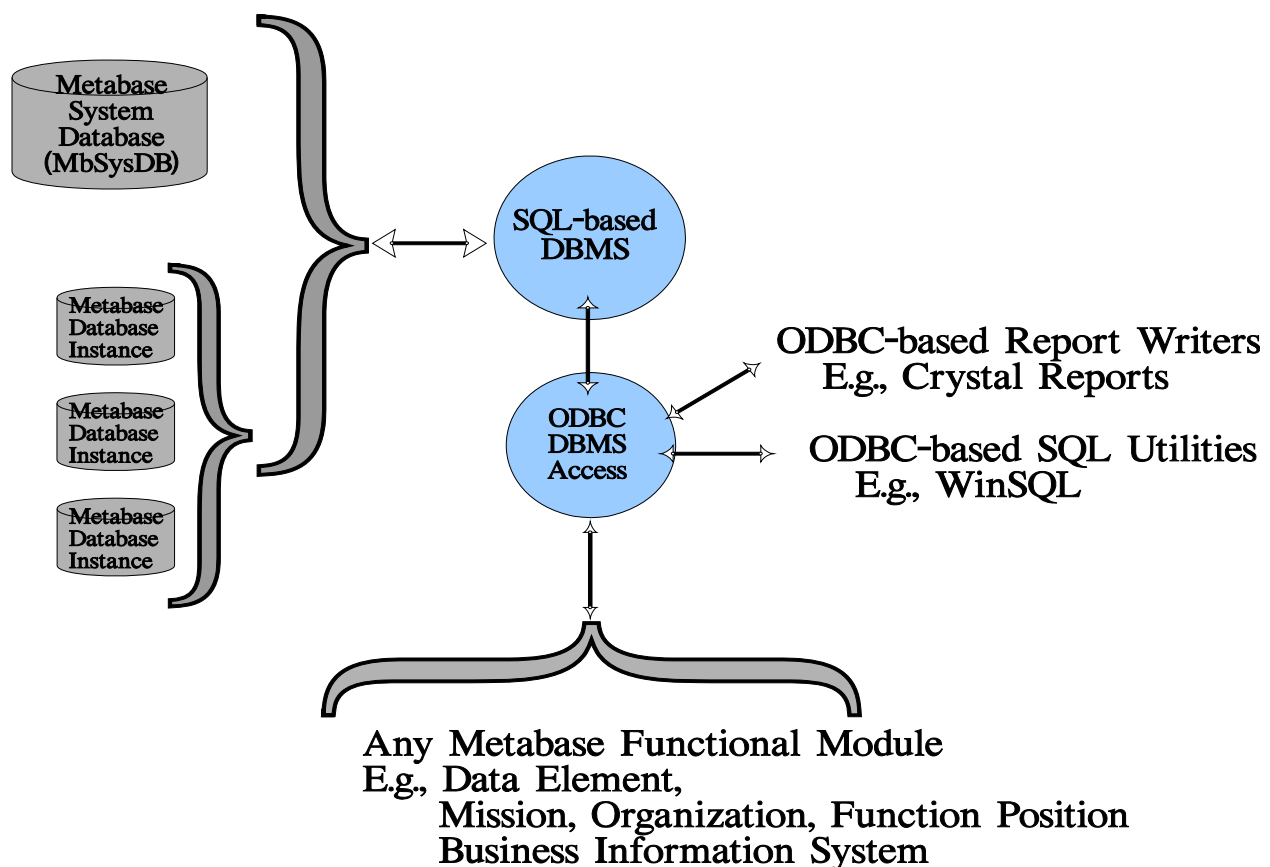 Metabase
System
Database
(MbSysDB)
SQL-based
DBMS
Metabase
Database
Instance
Metabase
Database
Instance
Metabase
Database
Instance
ODBC
DBMS
Access
ODBC-based Report Writers
E.g., Crystal Reports
ODBC-based SQL Utilities
E.g., WinSQL
Any Metabase Functional Module
E.g., Data Element,
Mission, Organization, Function Position
Business Information System